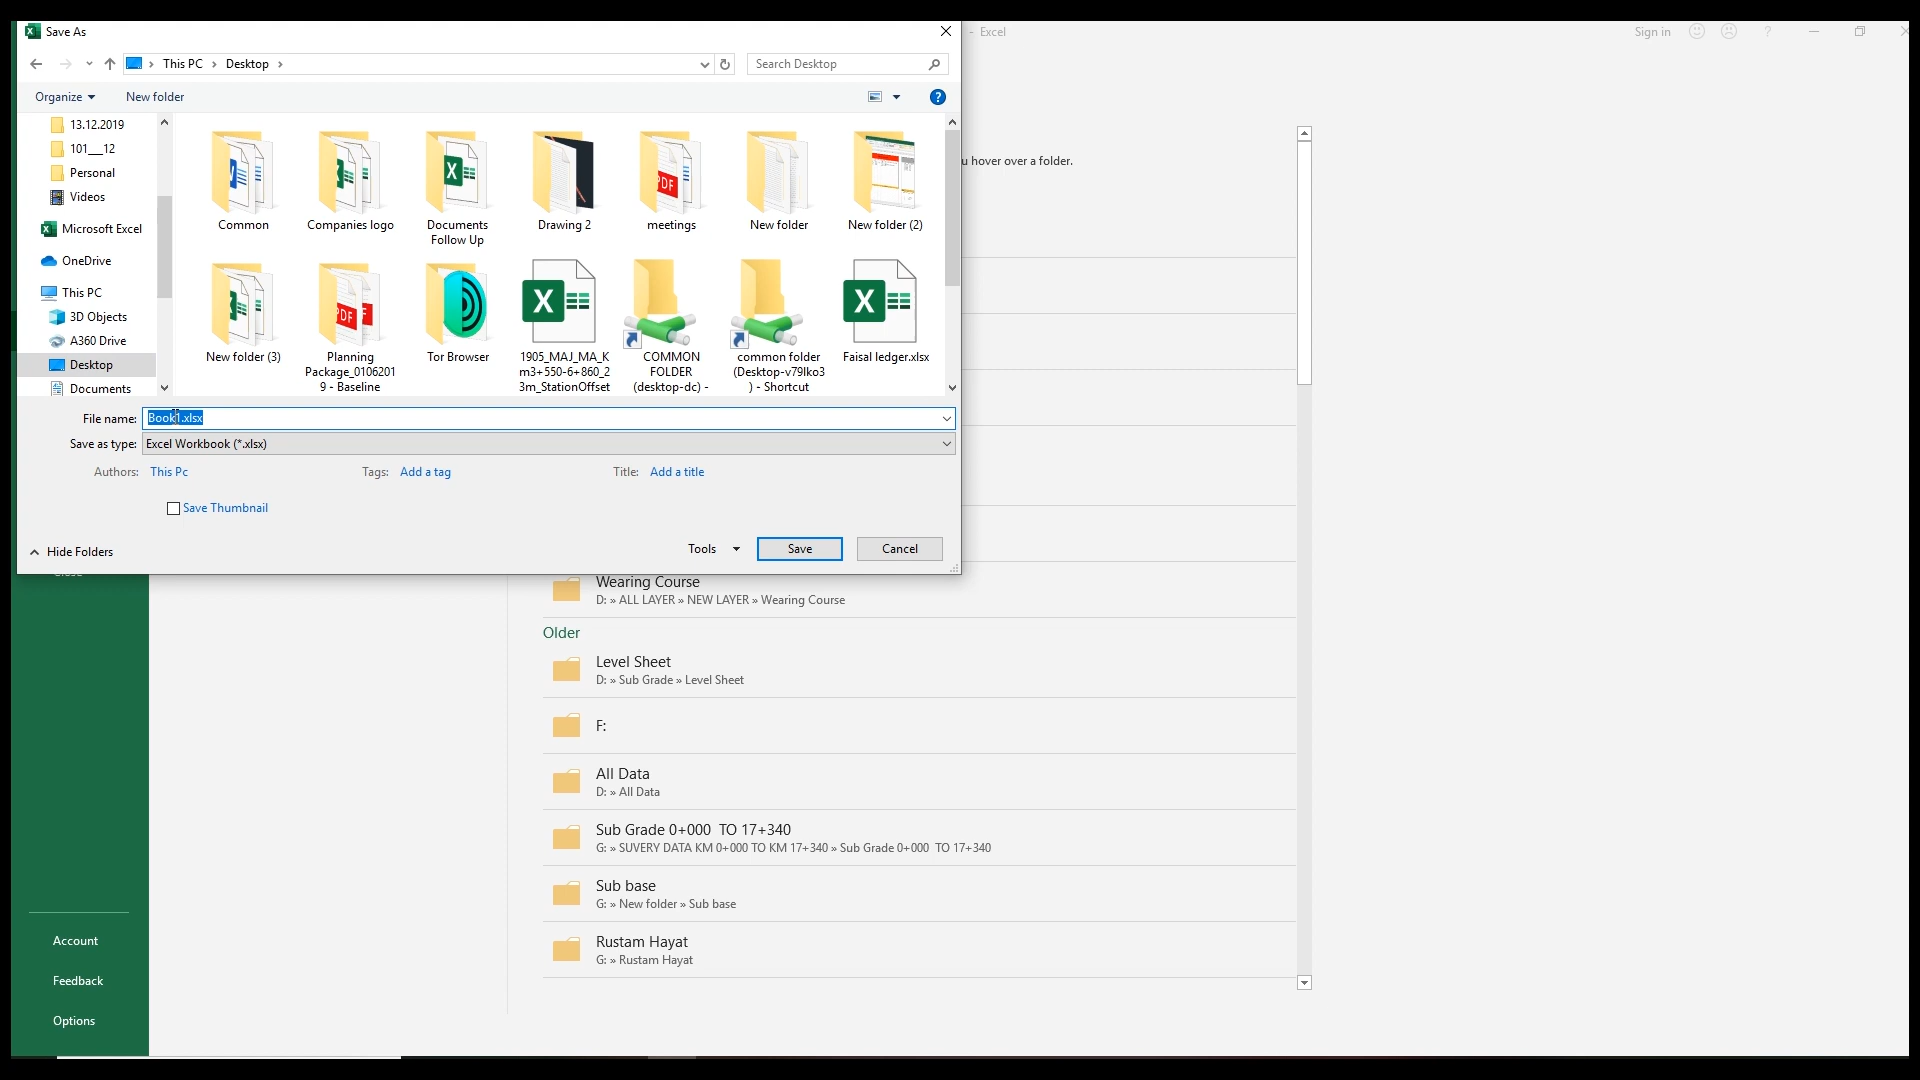 Save As
- Excel
Sign in
?
This PC
Desktop
Search Desktop
Organize
New folder
?
13.12.2019
101___12
Personal
Videos
Microsoft Excel
OneDrive
This PC
3D Objects
A360 Drive
Desktop
Documents
Common
Companies logo
Documents
Follow Up
Drawing 2
meetings
New folder
New folder (2)
New folder (3)
Planning
Package_0106201
9 - Baseline
Tor Browser
1905_MAJ_MA_K
m3+550-6+860_2
3m_StationOffset
COMMON
FOLDER
(desktop-dc) -
common folder
(Desktop-v79lko3
) - Shortcut
Faisal ledger.xlsx
u hover over a folder.
File name: Book1.xlsx
Save as type: Excel Workbook (*.xlsx)
Authors: This Pc
Tags: Add a tag
Title: Add a title
Save Thumbnail
Hide Folders
Tools
Save
Cancel
Close
Wearing Course
D: » ALL LAYER » NEW LAYER » Wearing Course
Older
Level Sheet
D: » Sub Grade » Level Sheet
F:
All Data
D: » All Data
Sub Grade 0+000 TO 17+340
G: » SUVERY DATA KM 0+000 TO KM 17+340 » Sub Grade 0+000 TO 17+340
Sub base
G: » New folder » Sub base
Rustam Hayat
G: » Rustam Hayat
Account
Feedback
Options